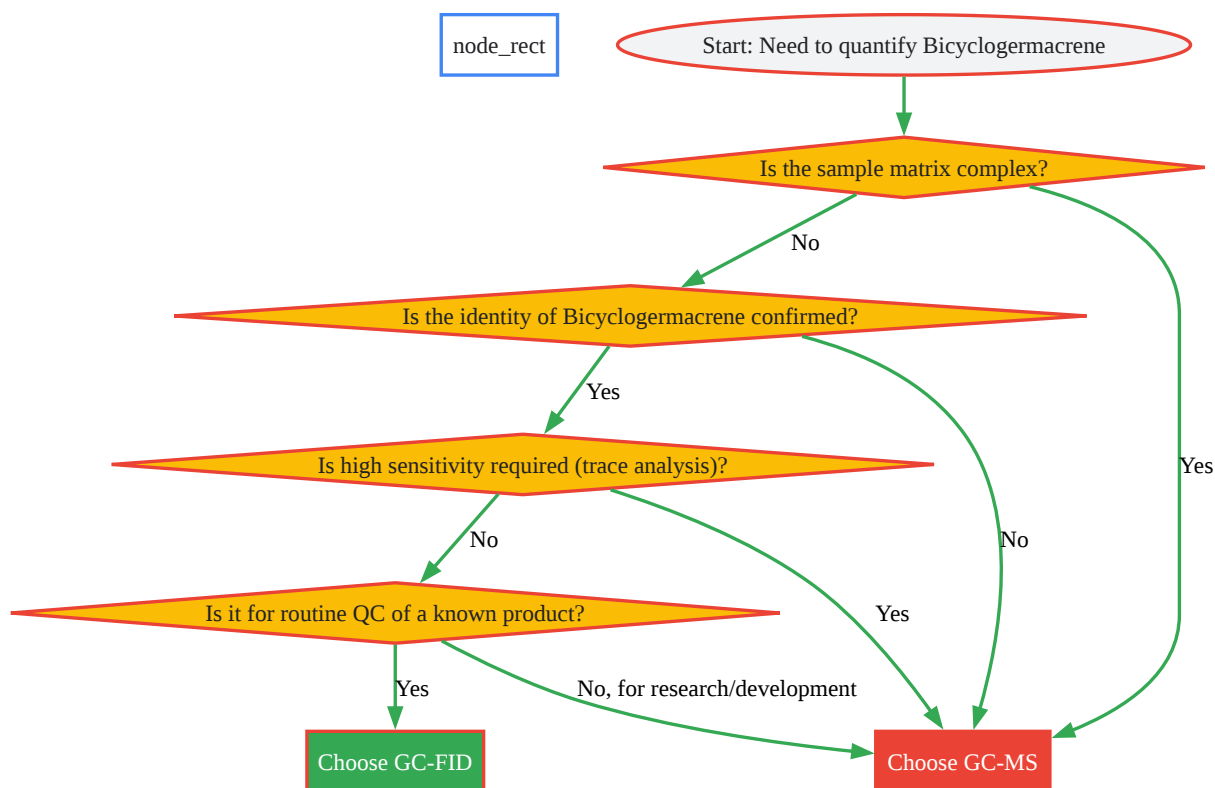 node_rect
Start: Need to quantify Bicyclogermacrene
Is the sample matrix complex?
No
Is the identity of Bicyclogermacrene confirmed?
Yes
Is high sensitivity required (trace analysis)?
Yes
No
No
Is it for routine QC of a known product?
Yes
Yes
No, for research/development
Choose GC-FID
Choose GC-MS